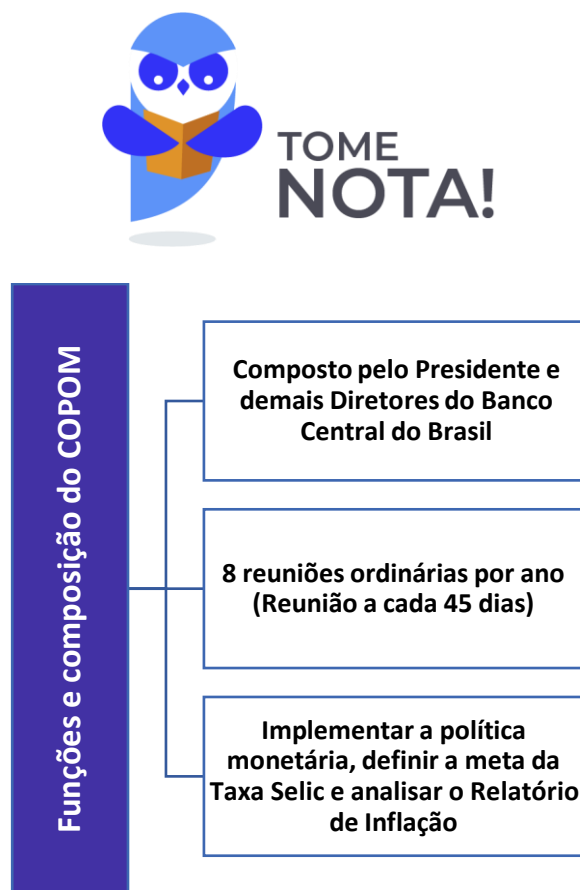 TOME
NOTA!
Funções e composição do COPOM
Composto pelo Presidente e
demais Diretores do Banco
Central do Brasil
8 reuniões ordinárias por ano
(Reunião a cada 45 dias)
Implementar a política
monetária, definir a meta da
Taxa Selic e analisar o Relatório
de Inflação